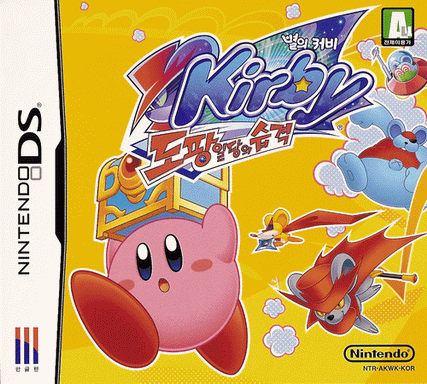 NINTENDO DS
별의 커비
Kirby
도팡일당의 습격
A
전체이용가
한글판
Nintendo
NTR-AKWK-KOR